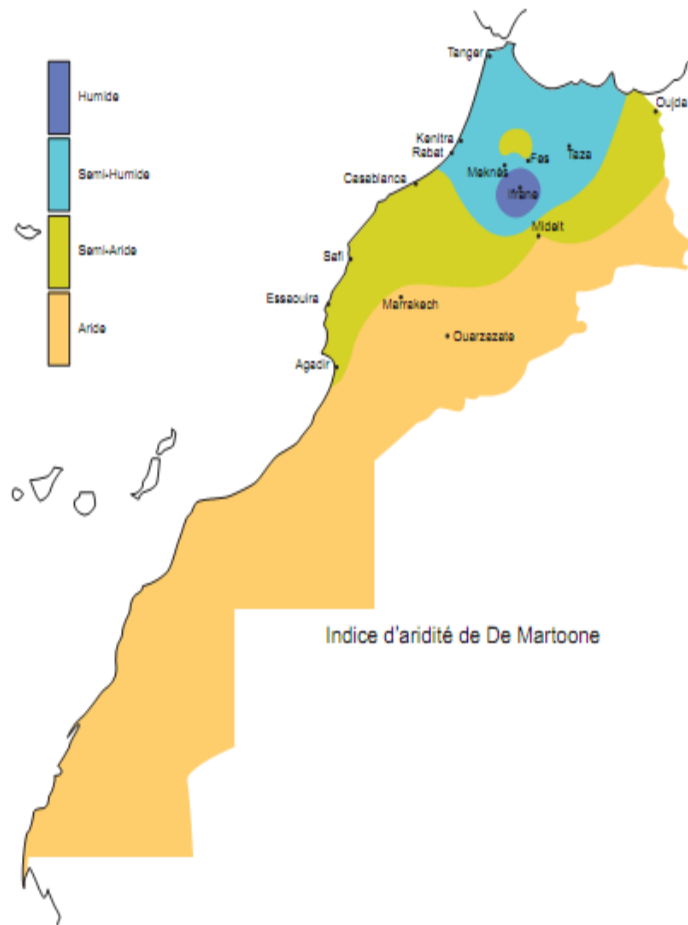 Tanger
Humide
Oujda
Kenitra
Rabat
Fes
Taza
Meknès
Semi-Humide
Casablanca
Ifrane
Midelt
Semi-Aride
Safi
Essaouira
Marrakech
Aride
Ouarzazate
Agadir
Indice d'aridité de De Martoone